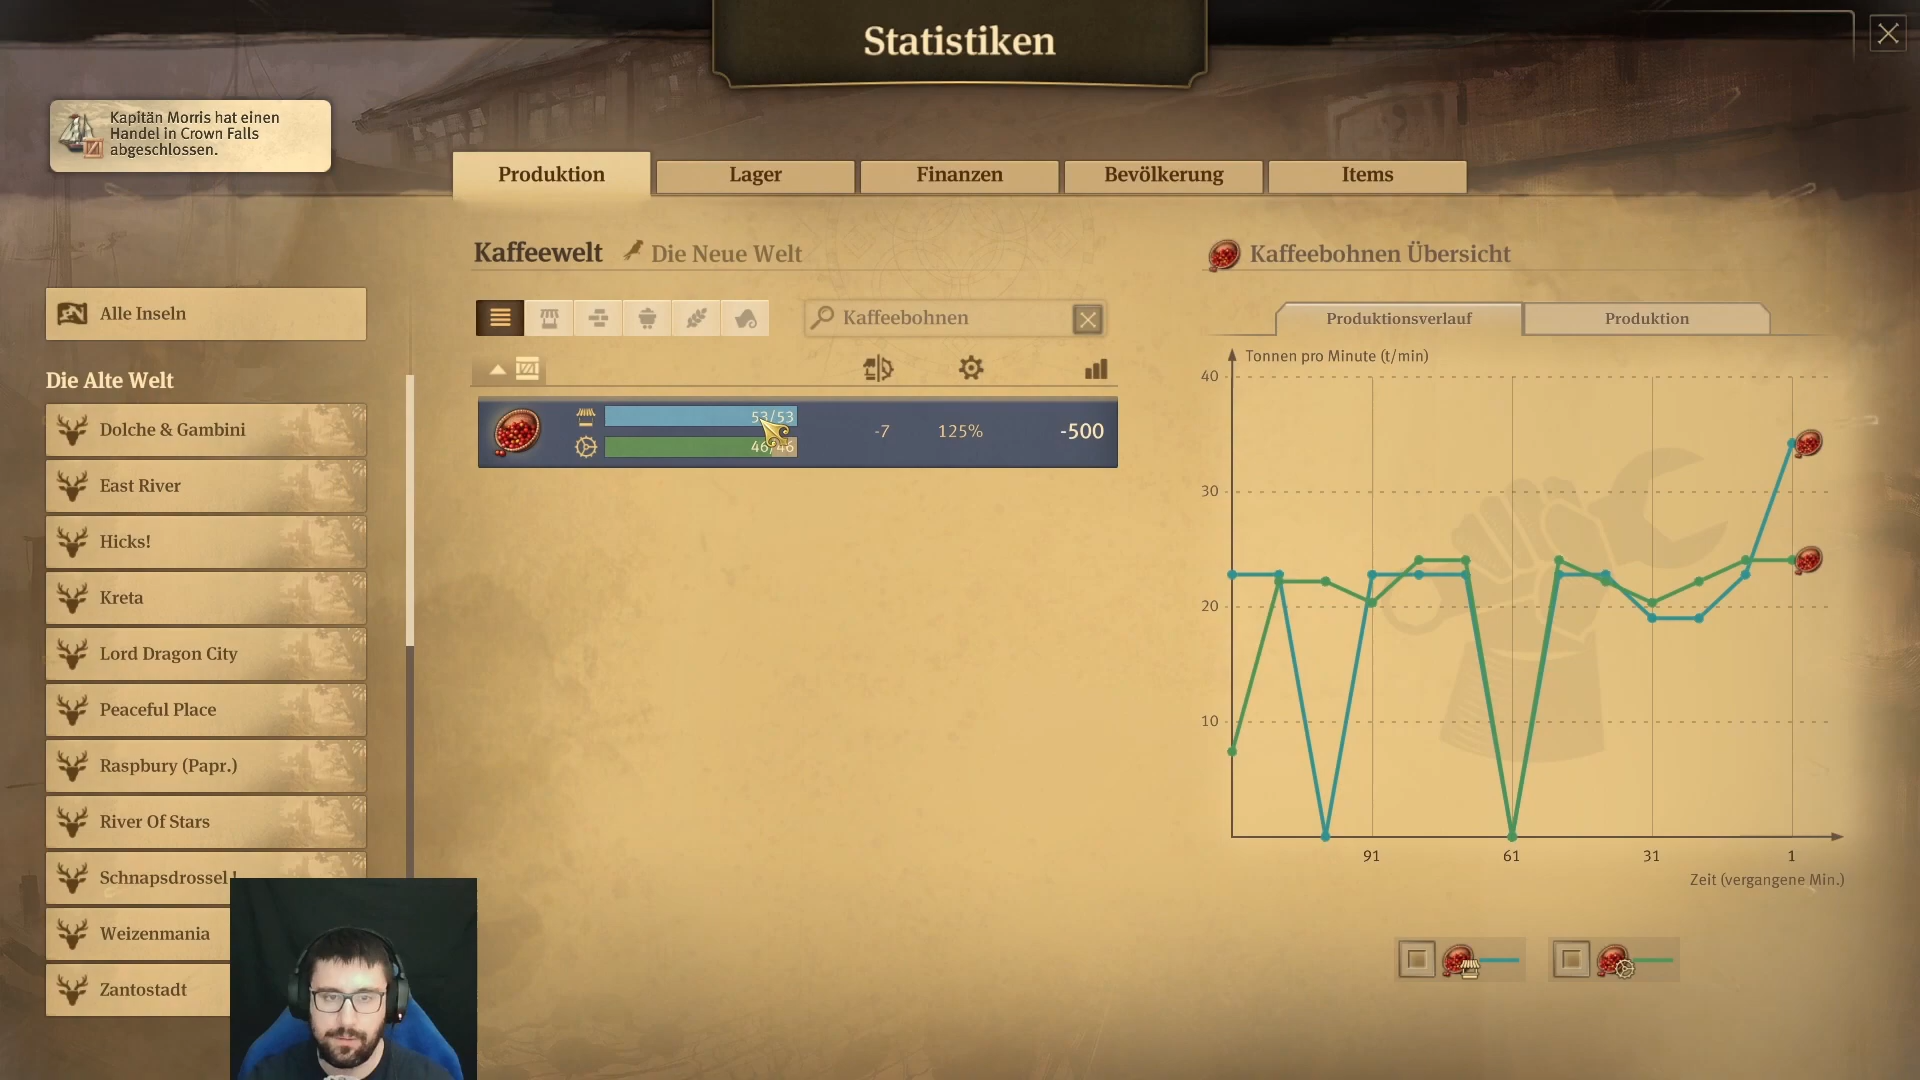 Statistiken
Kapitän Morris hat einen
Handel in Crown Falls
abgeschlossen.
Produktion
Lager
Finanzen
Bevölkerung
Items
Kaffeewelt
Die Neue Welt
Kaffeebohnen Übersicht
Alle Inseln
Kaffeebohnen
Produktionsverlauf
Produktion
Tonnen pro Minute (t/min)
Die Alte Welt
Dolche & Gambini
East River
Hicks!
Kreta
Lord Dragon City
Peaceful Place
Raspbury (Papr.)
River Of Stars
Schnapsdrossel!
Weizenmania
Zantostadt
53/53
46/46
-7
125%
-500
40
30
20
10
91
61
31
1
Zeit (vergangene Min.)